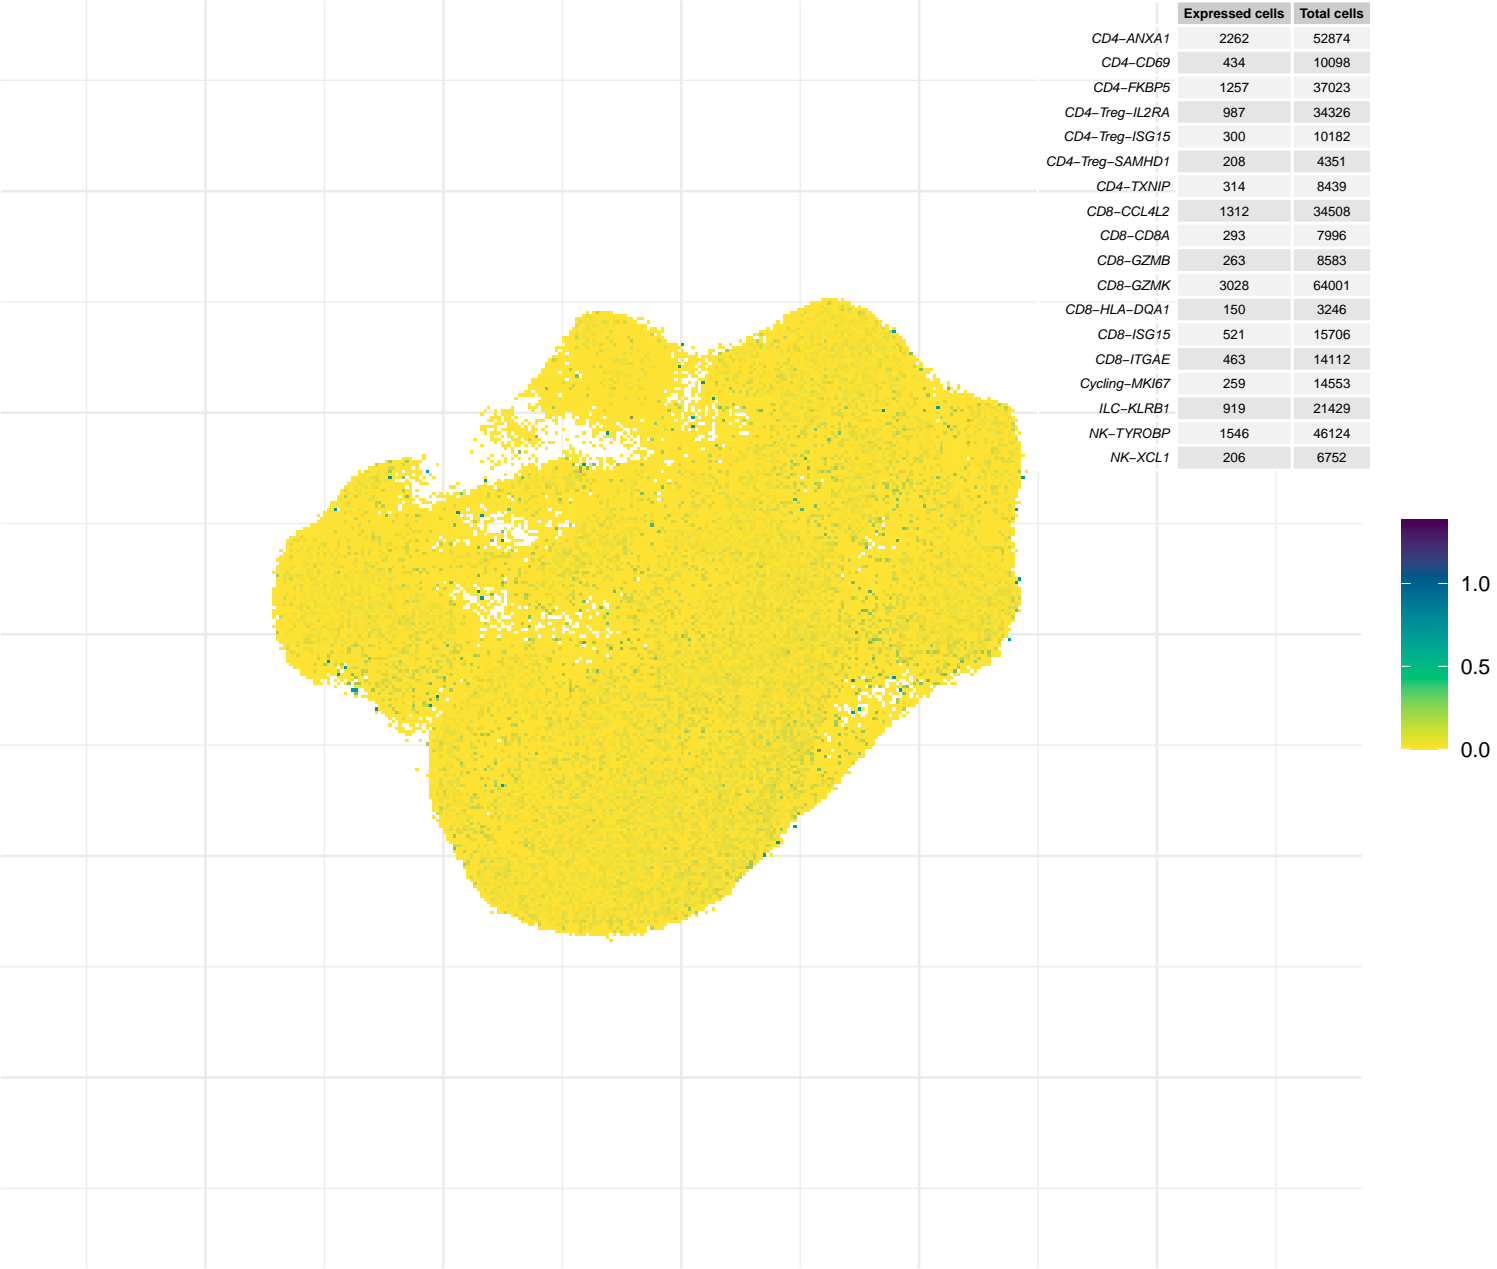 Expressed cells Total cells
CD4−ANXA1 2262 52874
CD4−CD69 434 10098
CD4−FKBP5 1257 37023
CD4−Treg−IL2RA 987 34326
CD4−Treg−ISG15 300 10182
CD4−Treg−SAMHD1 208 4351
CD4−TXNIP 314 8439
CD8−CCL4L2 1312 34508
CD8−CD8A 293 7996
CD8−GZMB 263 8583
CD8−GZMK 3028 64001
CD8−HLA−DQA1 150 3246
CD8−ISG15 521 15706
CD8−ITGAE 463 14112
Cycling−MKI67 259 14553
ILC−KLRB1 919 21429
NK−TYROBP 1546 46124
NK−XCL1 206 6752
1.0
0.5
0.0